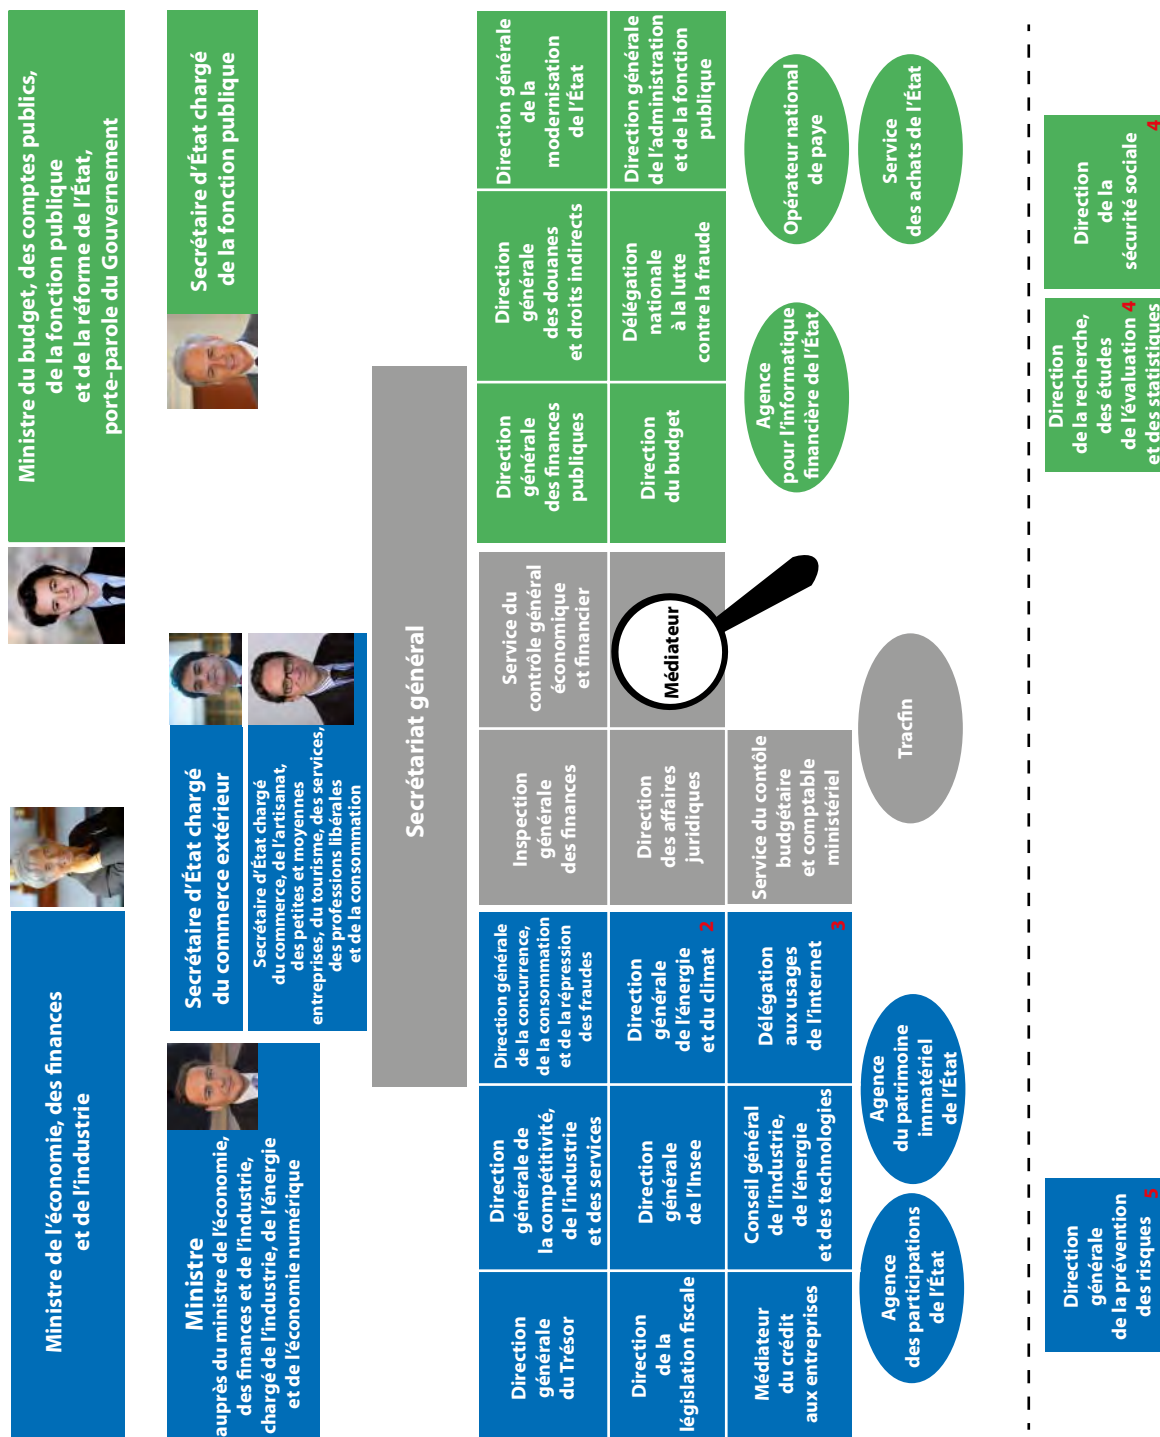 Ministre de l'économie, des finances
et de l'industrie
Ministre du budget, des comptes publics,
de la fonction publique
et de la réforme de l'État,
porte-parole du Gouvernement
Ministre
auprès du ministre de l'économie,
des finances et de l'industrie,
chargé de l'industrie, de l'énergie
et de l'économie numérique
Secrétaire d'État chargé
du commerce extérieur
Secrétaire d'État chargé
du commerce, de l'artisanat,
des petites et moyennes
entreprises, du tourisme, des services,
des professions libérales
et de la consommation
Secrétaire d'État chargé
de la fonction publique
Secrétariat général
Direction
générale
du Trésor
Direction
générale de
la compétitivité,
de l'industrie
et des services
Direction générale
de la concurrence,
de la consommation
et de la répression
des fraudes
Inspection
générale
des finances
Service du
contrôle général
économique
et financier
Direction
générale
des finances
publiques
Direction
générale
des douanes
et droits indirects
Direction générale
de la
modernisation
de l'État
Direction
de la
législation fiscale
Direction
générale
de l'Insee
Direction
générale
de l'énergie
et du climat 2
Direction
des affaires
juridiques
Médiateur
Direction
du budget
Délégation
nationale
à la lutte
contre la fraude
Direction générale
de l'administration
et de la fonction
publique
Médiateur
du crédit
aux entreprises
Conseil général
de l'industrie,
de l'énergie
et des technologies
Délégation
aux usages
de l'internet 3
Service du contôle
budgétaire
et comptable
ministériel
Agence
des participations
de l'État
Agence
du patrimoine
immatériel
de l'État
Tracfin
Agence
pour l'informatique
financière de l'État
Opérateur national
de paye
Service
des achats de l'État
Direction
générale
de la prévention
des risques 5
Direction
de la recherche,
des études
de l'évaluation 4
et des statistiques
Direction
de la
sécurité sociale 4